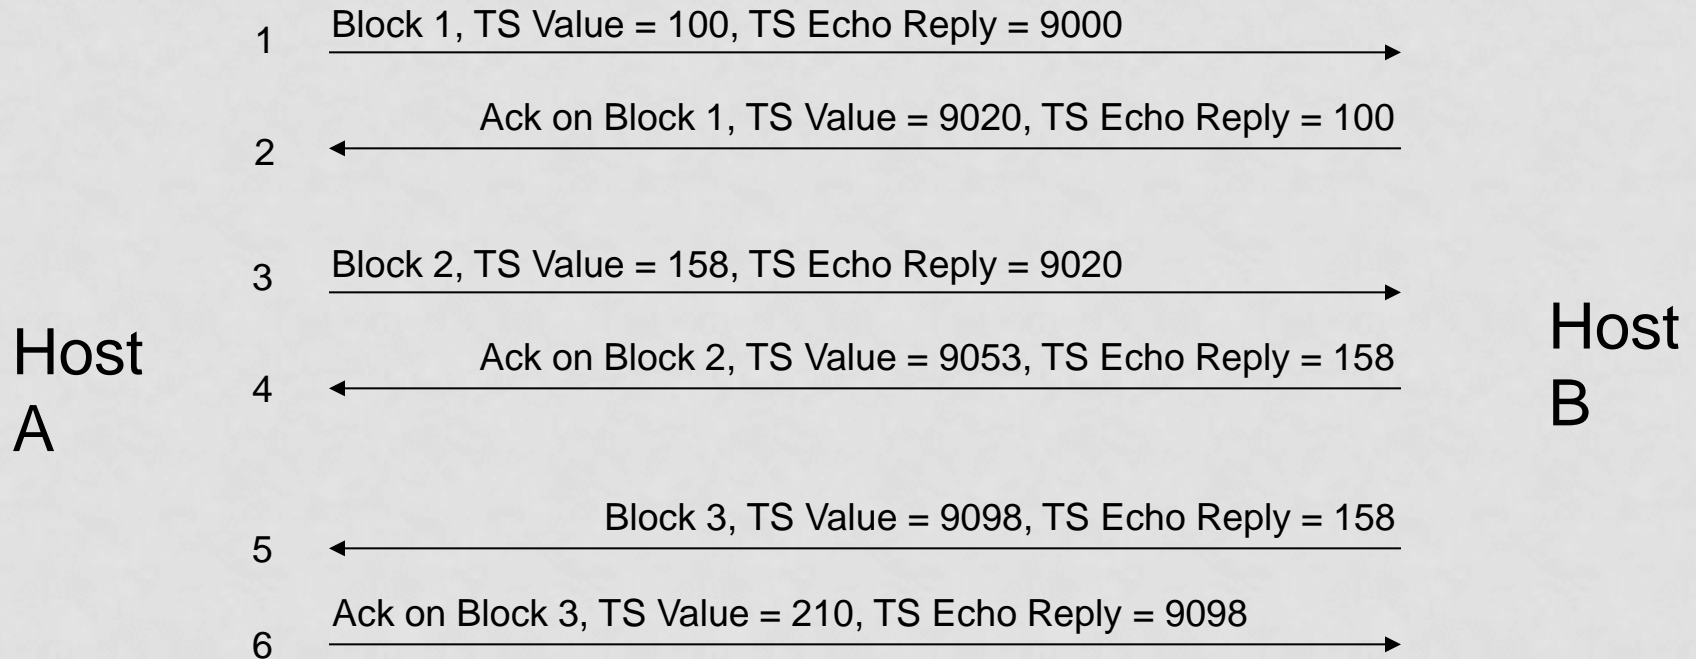 Block 1, TS Value = 100, TS Echo Reply = 9000
1
Ack on Block 1, TS Value = 9020, TS Echo Reply = 100
2
Block 2, TS Value = 158, TS Echo Reply = 9020
3
Host
A
Host
B
Ack on Block 2, TS Value = 9053, TS Echo Reply = 158
4
Block 3, TS Value = 9098, TS Echo Reply = 158
5
Ack on Block 3, TS Value = 210, TS Echo Reply = 9098
6